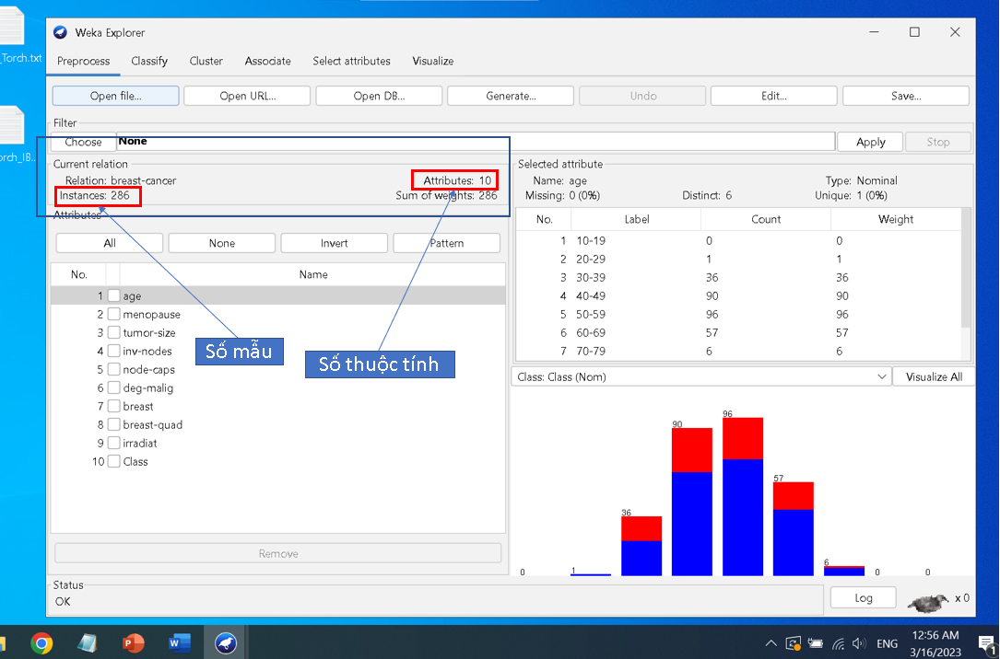 _Torch.txt
orch_IB...
Weka Explorer
Preprocess Classify Cluster Associate Select attributes Visualize
Open file... Open URL... Open DB... Generate... Undo Edit... Save...
Filter
Choose None Apply Stop
Current relation
Relation: breast-cancer Attributes: 10
Instances: 286 Sum of weights: 286
Attributes
All None Invert Pattern
No. Name
1 age
2 menopause
3 tumor-size
4 inv-nodes
5 node-caps
6 deg-malig
7 breast
8 breast-quad
9 irradiat
10 Class
Số mẫu
Số thuộc tính
Remove
Selected attribute
Name: age Type: Nominal
Missing: 0 (0%) Distinct: 6 Unique: 1 (0%)
No. Label Count Weight
1 10-19 0 0
2 20-29 1 1
3 30-39 36 36
4 40-49 90 90
5 50-59 96 96
6 60-69 57 57
7 70-79 6 6
Class: Class (Nom) Visualize All
0 1 36 90 96 57 6 0 0
Status
OK
Log x 0
ENG
12:56 AM
3/16/2023
1